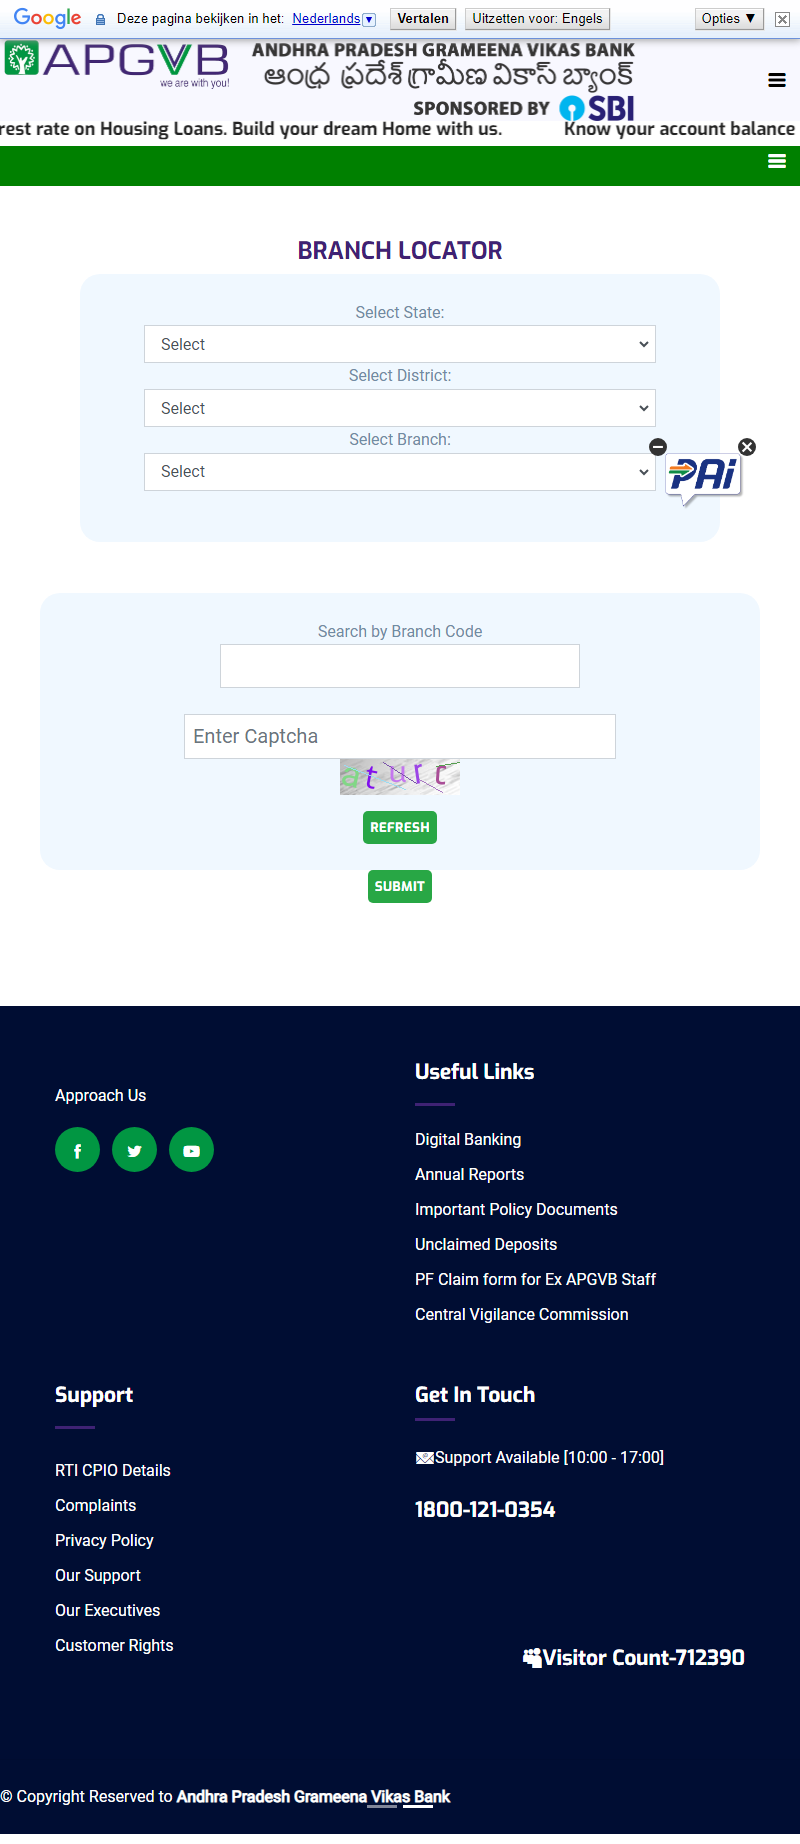 Google Deze pagina bekijken in het: Nederlands Vertalen Uitzetten voor: Engels Opties ▼
APGVB
we are with you!
ANDHRA PRADESH GRAMEENA VIKAS BANK
ఆంధ్ర ప్రదేశ్ గ్రామీణ వికాస్ బ్యాంక్
SPONSORED BY SBI
rest rate on Housing Loans. Build your dream Home with us. Know your account balance
BRANCH LOCATOR
Select State:
Select
Select District:
Select
Select Branch:
Select
PAi
Search by Branch Code
Enter Captcha
aturc
REFRESH
SUBMIT
Approach Us
Useful Links
Digital Banking
Annual Reports
Important Policy Documents
Unclaimed Deposits
PF Claim form for Ex APGVB Staff
Central Vigilance Commission
Support
RTI CPIO Details
Complaints
Privacy Policy
Our Support
Our Executives
Customer Rights
Get In Touch
Support Available [10:00 - 17:00]
1800-121-0354
Visitor Count-712390
© Copyright Reserved to Andhra Pradesh Grameena Vikas Bank